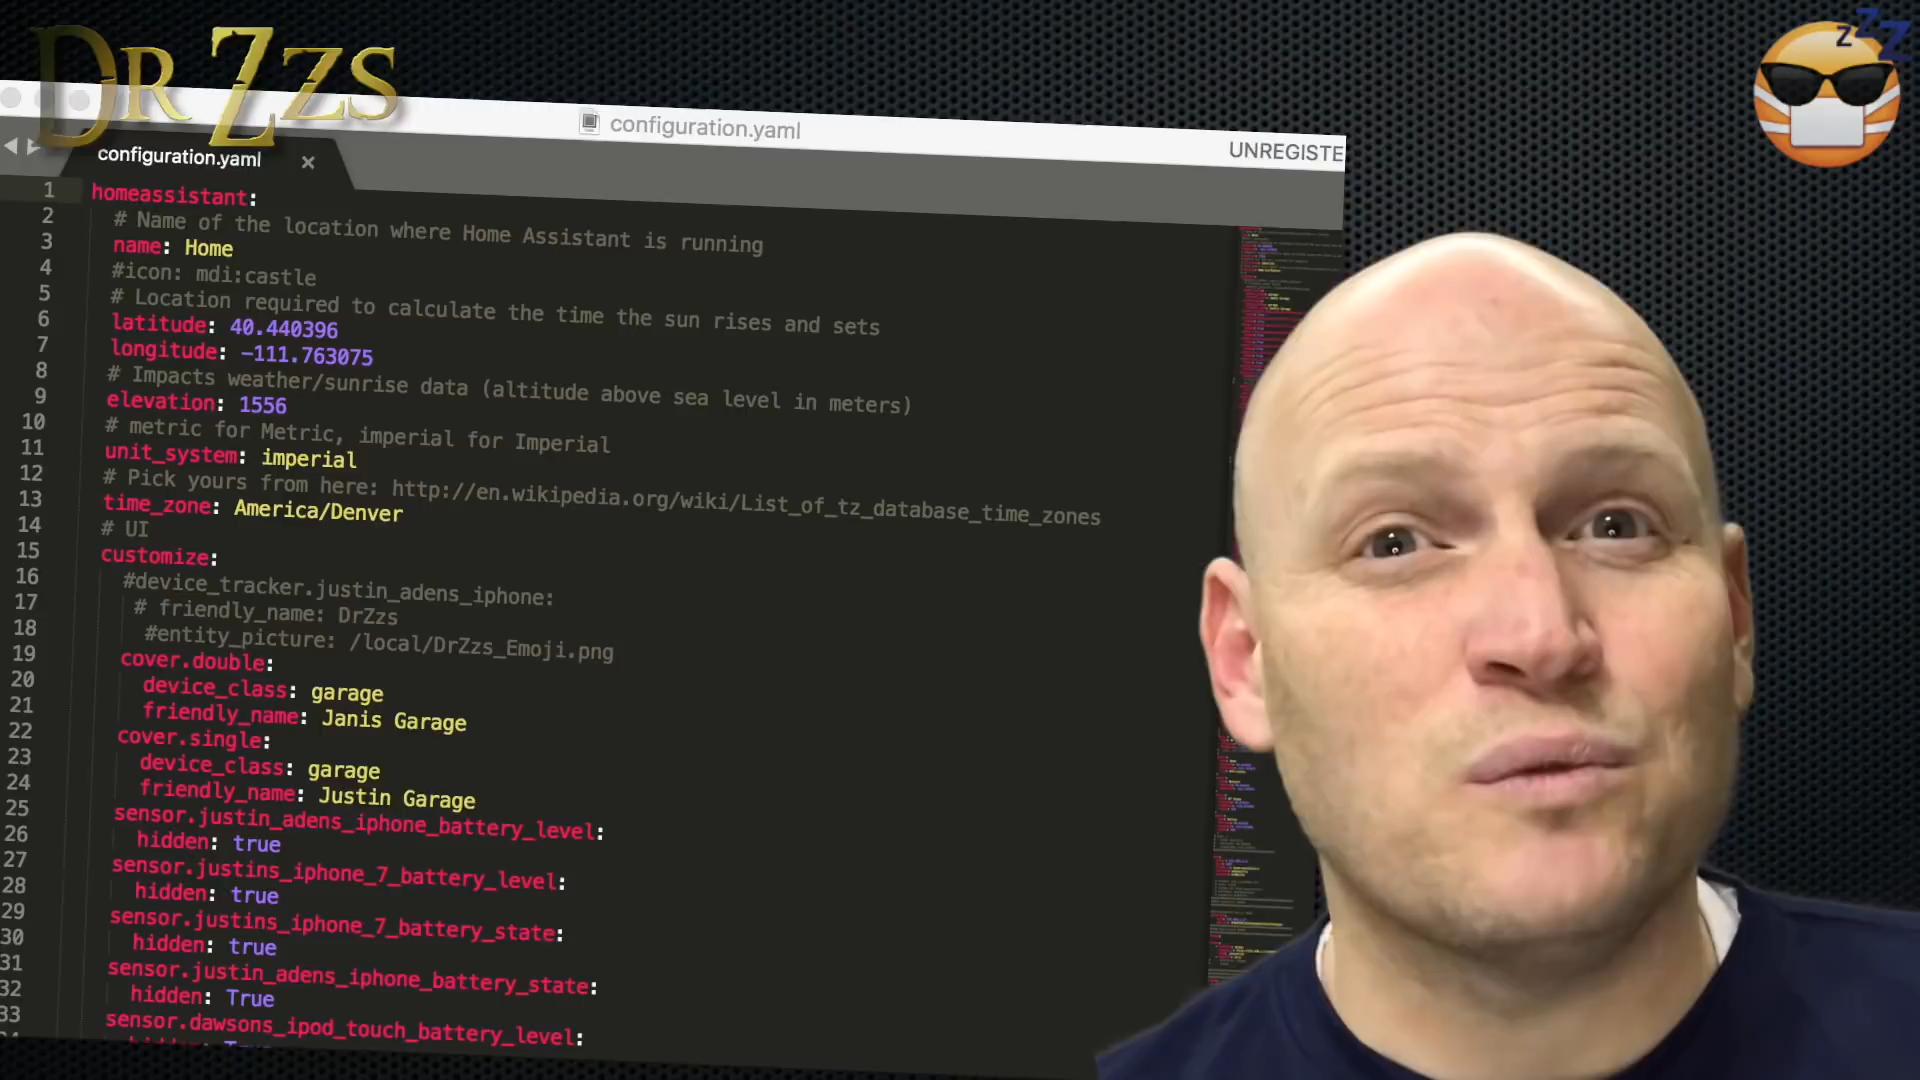 DR ZZS
zzZ
configuration.yaml
UNREGISTE
configuration.yaml ×
1 homeassistant:
2 # Name of the location where Home Assistant is running
3 name: Home
4 #icon: mdi:castle
5 # Location required to calculate the time the sun rises and sets
6 latitude: 40.440396
7 longitude: -111.763075
8 # Impacts weather/sunrise data (altitude above sea level in meters)
9 elevation: 1556
10 # metric for Metric, imperial for Imperial
11 unit_system: imperial
12 # Pick yours from here: http://en.wikipedia.org/wiki/List_of_tz_database_time_zones
13 time_zone: America/Denver
14 # UI
15 customize:
16 #device_tracker.justin_adens_iphone:
17 # friendly_name: DrZzs
18 #entity_picture: /local/DrZzs_Emoji.png
19 cover.double:
20 device_class: garage
21 friendly_name: Janis Garage
22 cover.single:
23 device_class: garage
24 friendly_name: Justin Garage
25 sensor.justin_adens_iphone_battery_level:
26 hidden: true
27 sensor.justins_iphone_7_battery_level:
28 hidden: true
29 sensor.justins_iphone_7_battery_state:
30 hidden: true
31 sensor.justin_adens_iphone_battery_state:
32 hidden: True
33 sensor.dawsons_ipod_touch_battery_level: